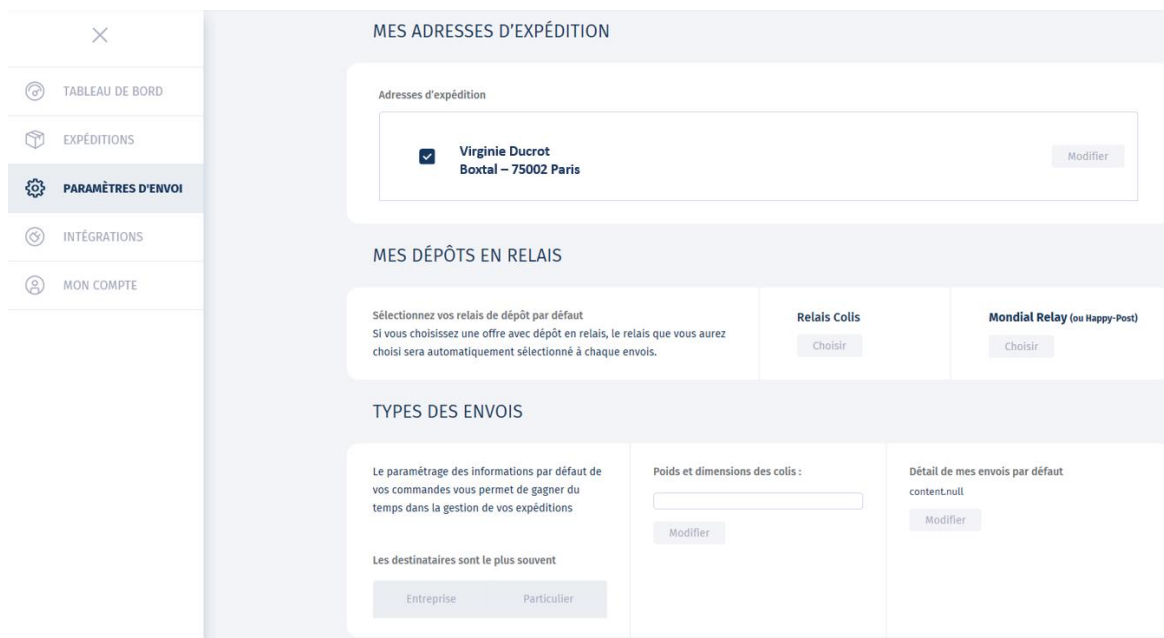 MES ADRESSES D'EXPÉDITION
TABLEAU DE BORD
EXPÉDITIONS
PARAMÈTRES D'ENVOI
INTÉGRATIONS
MON COMPTE
Adresses d'expédition
Virginie Ducrot
Boxtal – 75002 Paris
Modifier
MES DÉPÔTS EN RELAIS
Sélectionnez vos relais de dépôt par défaut
Si vous choisissez une offre avec dépôt en relais, le relais que vous aurez
choisi sera automatiquement sélectionné à chaque envois.
Relais Colis
Choisir
Mondial Relay (ou Happy-Post)
Choisir
TYPES DES ENVOIS
Le paramétrage des informations par défaut de
vos commandes vous permet de gagner du
temps dans la gestion de vos expéditions
Les destinataires sont le plus souvent
Entreprise Particulier
Poids et dimensions des colis :
Modifier
Détail de mes envois par défaut
content.null
Modifier